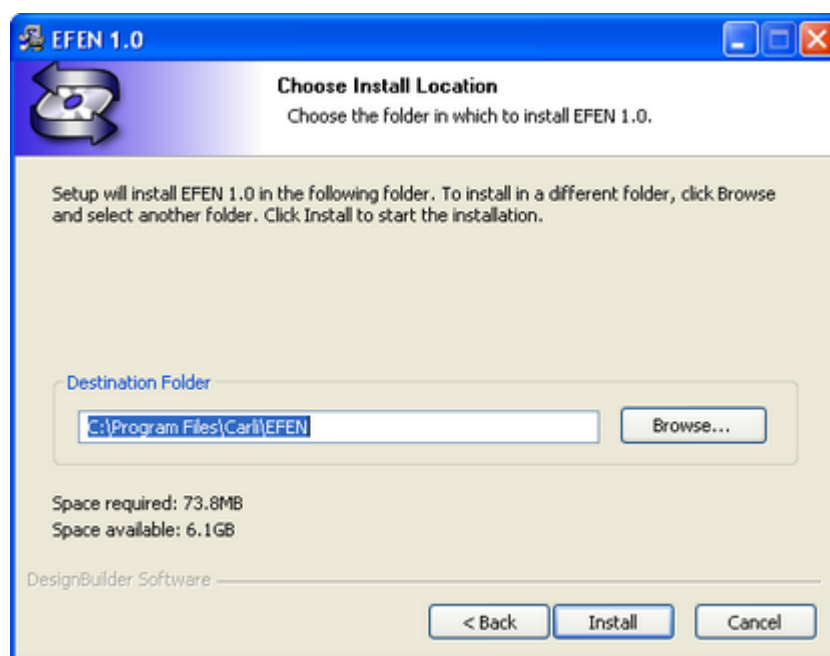 EFEN 1.0
Choose Install Location
Choose the folder in which to install EFEN 1.0.
Setup will install EFEN 1.0 in the following folder. To install in a different folder, click Browse
and select another folder. Click Install to start the installation.
Destination Folder
C:\Program Files\Carli\EFEN
Browse...
Space required: 73.8MB
Space available: 6.1GB
DesignBuilder Software
< Back
Install
Cancel